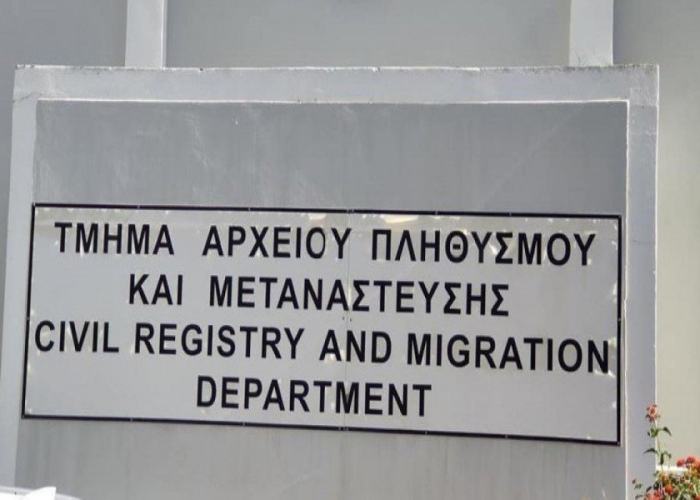 ΤΜΗΜΑ ΑΡΧΕΙΟΥ ΠΛΗΘΥΣΜΟΥ
ΚΑΙ ΜΕΤΑΝΑΣΤΕΥΣΗΣ
CIVIL REGISTRY AND MIGRATION
DEPARTMENT